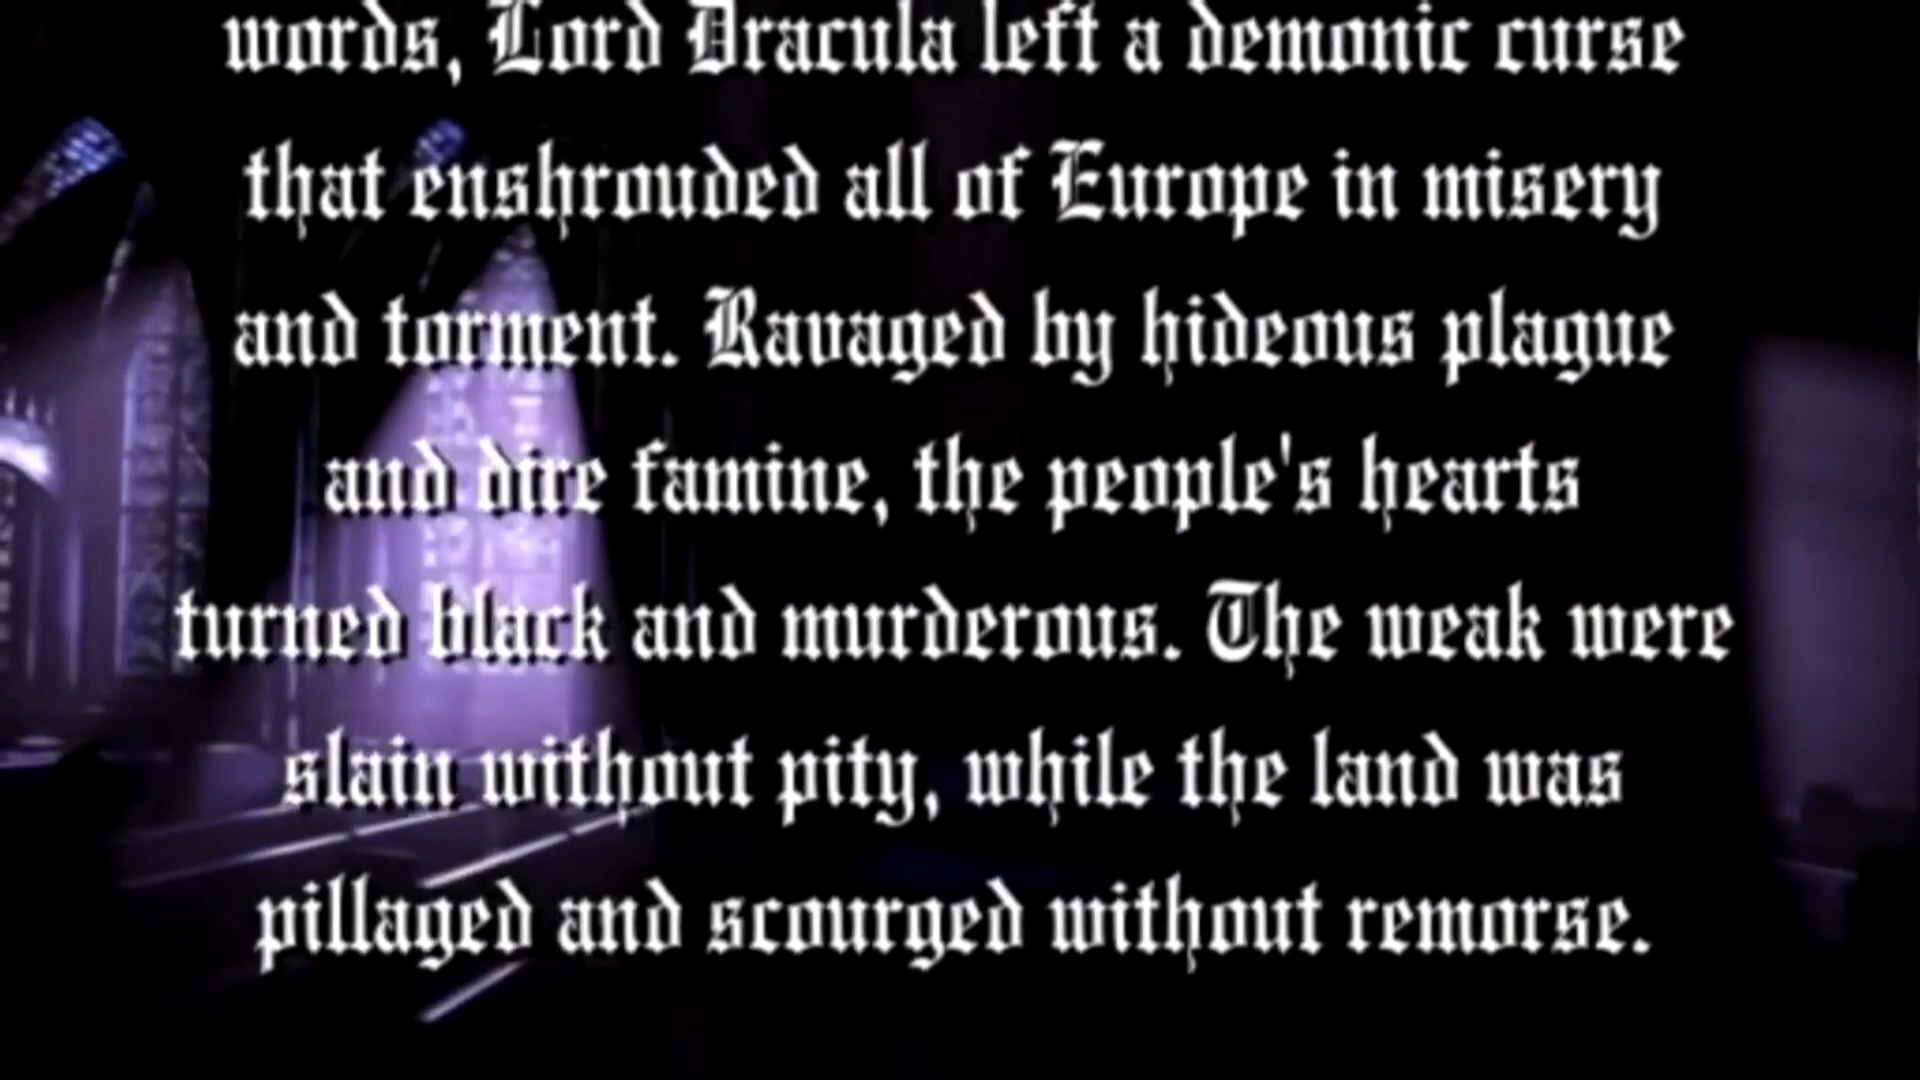 words, Lord Dracula left a demonic curse
that enshrouded all of Europe in misery
and torment. Ravaged by hideous plague
and dire famine, the people's hearts
turned black and murderous. The weak were
slain without pity, while the land was
pillaged and scourged without remorse.